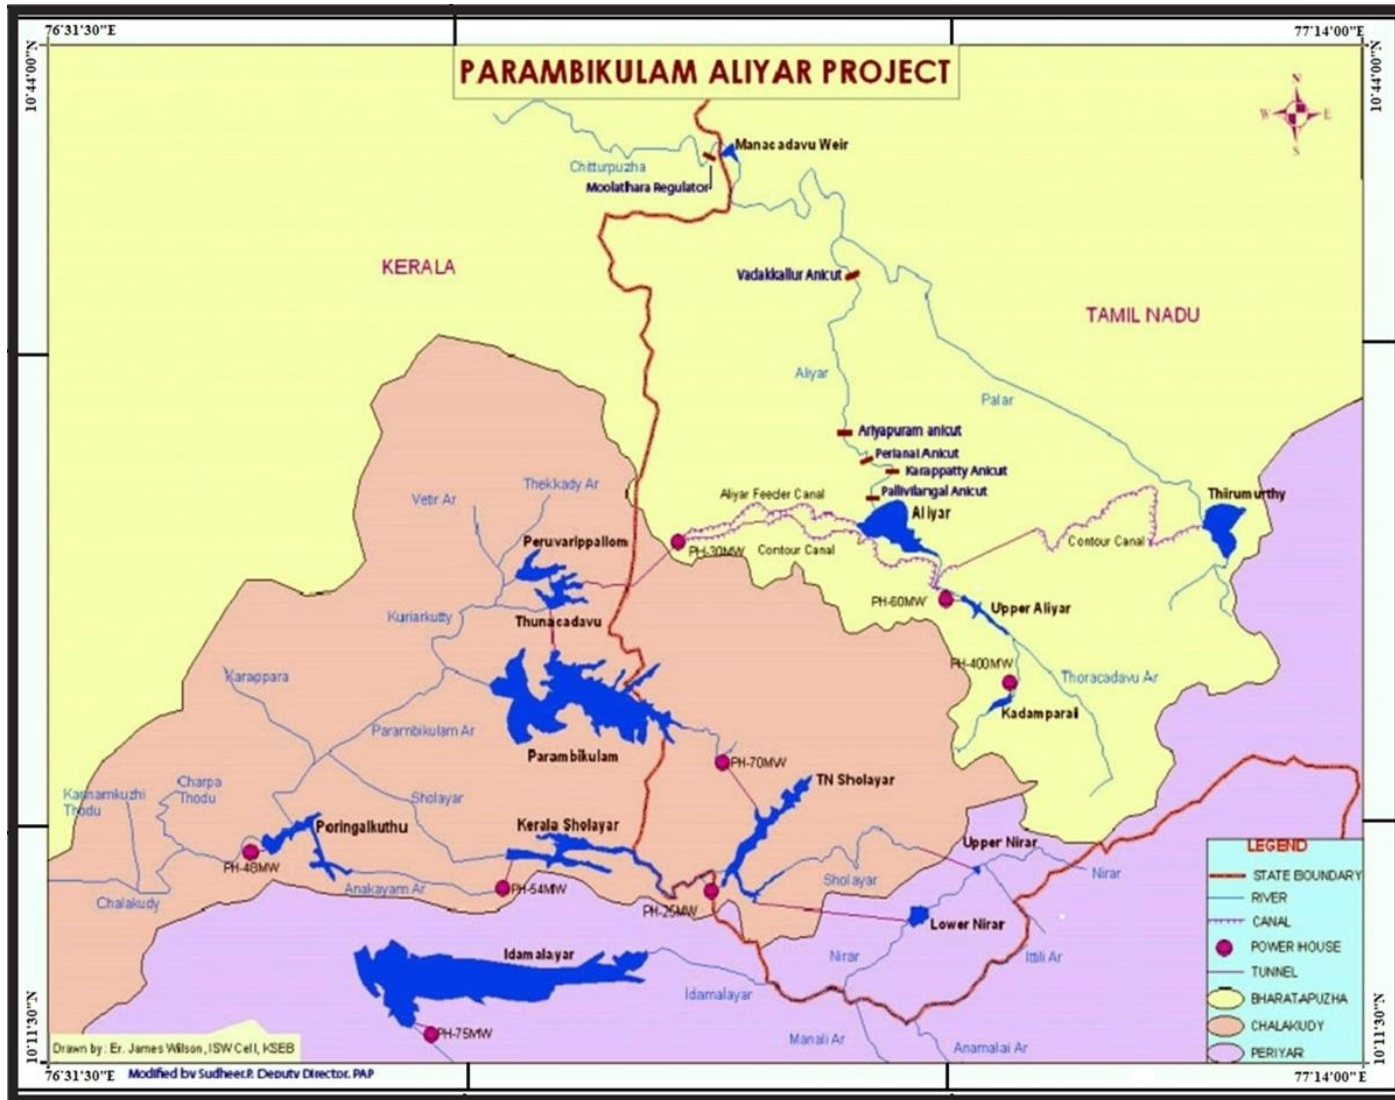 76'31'30"E
77'14'00"E
10'44'00"N
10'44'00"N
PARAMBIKULAM ALIYAR PROJECT
N
W E
S
Manacadavu Weir
Chitturpuzha
Moolathara Regulator
KERALA
Vadakkallur Anicut
TAMIL NADU
Aliyar
Palar
Ariyapuram anicut
Perianai Anicut
Karappatty Anicut
Vetir Ar
Thekkady Ar
Aliyar Feeder Canal
Pallivilangal Anicut
Thirumurthy
Aliyar
Peruvarippallom
PH-30MW
Contour Canal
Contour Canal
Kuriarkutty
Thunacadavu
PH-60MW
Upper Aliyar
Karappara
PH-400MW
Thoracadavu Ar
Kadamparai
Parambikulam Ar
Parambikulam
PH-70MW
Charpa
Thodu
Kannamkuzhi
Thodu
Sholayar
TN Sholayar
Poringalkuthu
Kerala Sholayar
Upper Nirar
PH-48MW
Anakayam Ar
PH-54MW
Sholayar
Nirar
Chalakudy
PH-25MW
Lower Nirar
Idamalayar
Nirar
Ittili Ar
Idamalayar
PH-75MW
Manali Ar
Anamalai Ar
LEGEND
STATE BOUNDARY
RIVER
CANAL
POWER HOUSE
TUNNEL
BHARATAPUZHA
CHALAKUDY
PERIYAR
Drawn by: Er. James Wilson, ISW Cell, KSEB
10'11'30"N
10'11'30"N
76'31'30"E
Modified by Sudheer.P. Deputy Director. PAP
77'14'00"E